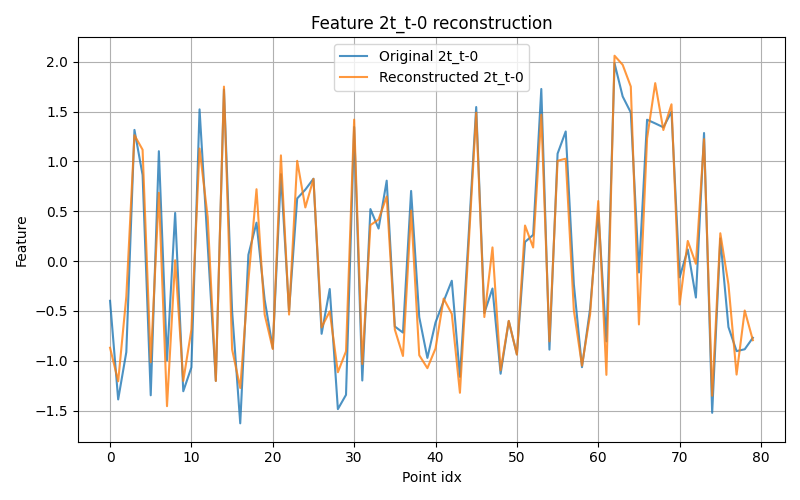 Feature 2t_t-0 reconstruction
Original 2t_t-0
Reconstructed 2t_t-0
Feature
2.0
1.5
1.0
0.5
0.0
−0.5
−1.0
−1.5
0 10 20 30 40 50 60 70 80
Point idx